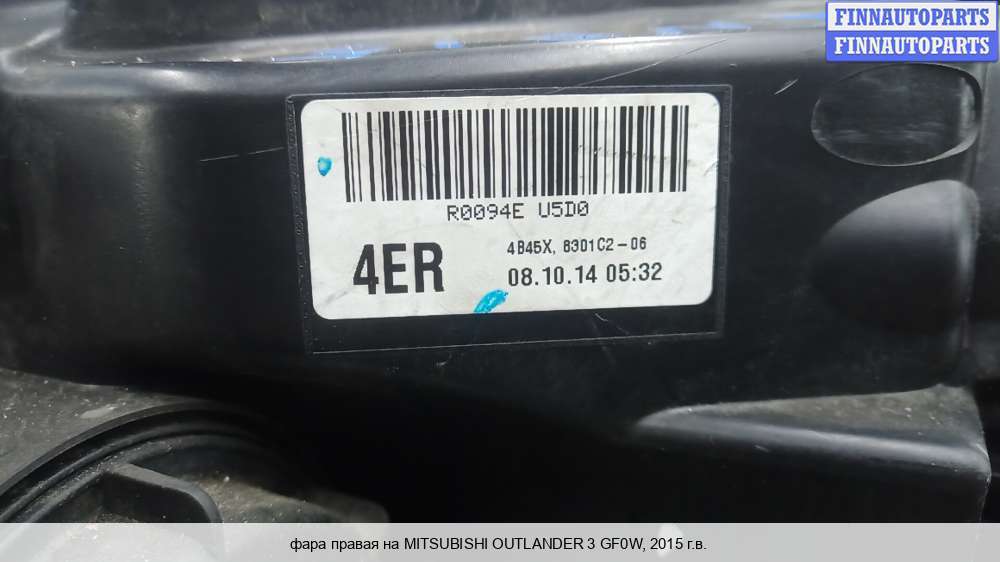 FINNAUTOPARTS
FINNAUTOPARTS
R0094E U5D0
4ER
4B45X, 8301C2-06
08.10.14 05:32
фара правая на MITSUBISHI OUTLANDER 3 GF0W, 2015 г.в.